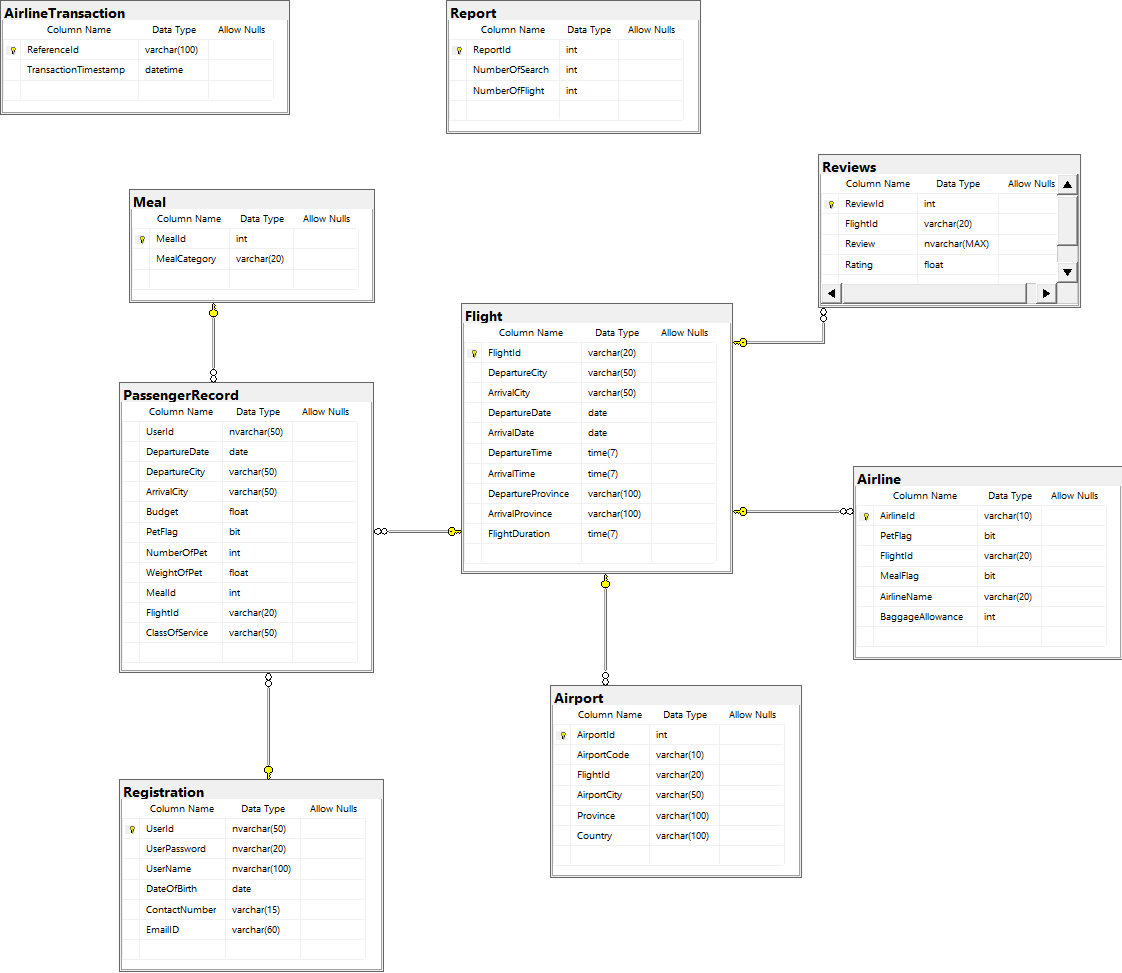 AirlineTransaction
Column Name Data Type Allow Nulls
ReferenceId varchar(100)
TransactionTimestamp datetime
Report
Column Name Data Type Allow Nulls
ReportId int
NumberOfSearch int
NumberOfFlight int
Reviews
Column Name Data Type Allow Nulls
ReviewId int
FlightId varchar(20)
Review nvarchar(MAX)
Rating float
Meal
Column Name Data Type Allow Nulls
MealId int
MealCategory varchar(20)
Flight
Column Name Data Type Allow Nulls
FlightId varchar(20)
DepartureCity varchar(50)
ArrivalCity varchar(50)
DepartureDate date
ArrivalDate date
DepartureTime time(7)
ArrivalTime time(7)
DepartureProvince varchar(100)
ArrivalProvince varchar(100)
FlightDuration time(7)
PassengerRecord
Column Name Data Type Allow Nulls
UserId nvarchar(50)
DepartureDate date
DepartureCity varchar(50)
ArrivalCity varchar(50)
Budget float
PetFlag bit
NumberOfPet int
WeightOfPet float
MealId int
FlightId varchar(20)
ClassOfService varchar(50)
Airline
Column Name Data Type Allow Nulls
AirlineId varchar(10)
PetFlag bit
FlightId varchar(20)
MealFlag bit
AirlineName varchar(20)
BaggageAllowance int
Airport
Column Name Data Type Allow Nulls
AirportId int
AirportCode varchar(10)
FlightId varchar(20)
AirportCity varchar(50)
Province varchar(100)
Country varchar(100)
Registration
Column Name Data Type Allow Nulls
UserId nvarchar(50)
UserPassword nvarchar(20)
UserName nvarchar(100)
DateOfBirth date
ContactNumber varchar(15)
EmailID varchar(60)